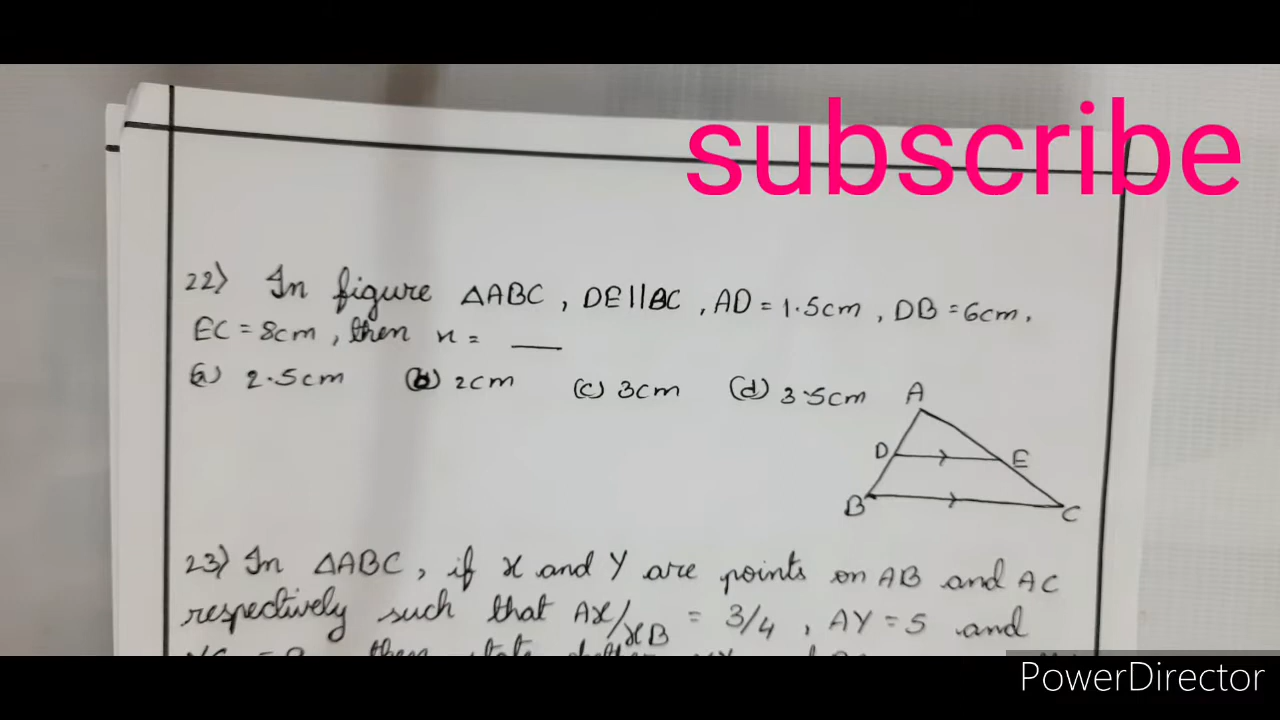 subscribe
22) In figure ΔABC, DE||BC, AD = 1.5cm, DB = 6cm.
EC = 8cm, then x = ___
(a) 2.5cm (b) 2cm (c) 3cm (d) 3.5cm
A
D E
B C
23) In ΔABC, if X and Y are points on AB and AC
respectively such that AX/XB = 3/4, AY = 5 and
PowerDirector